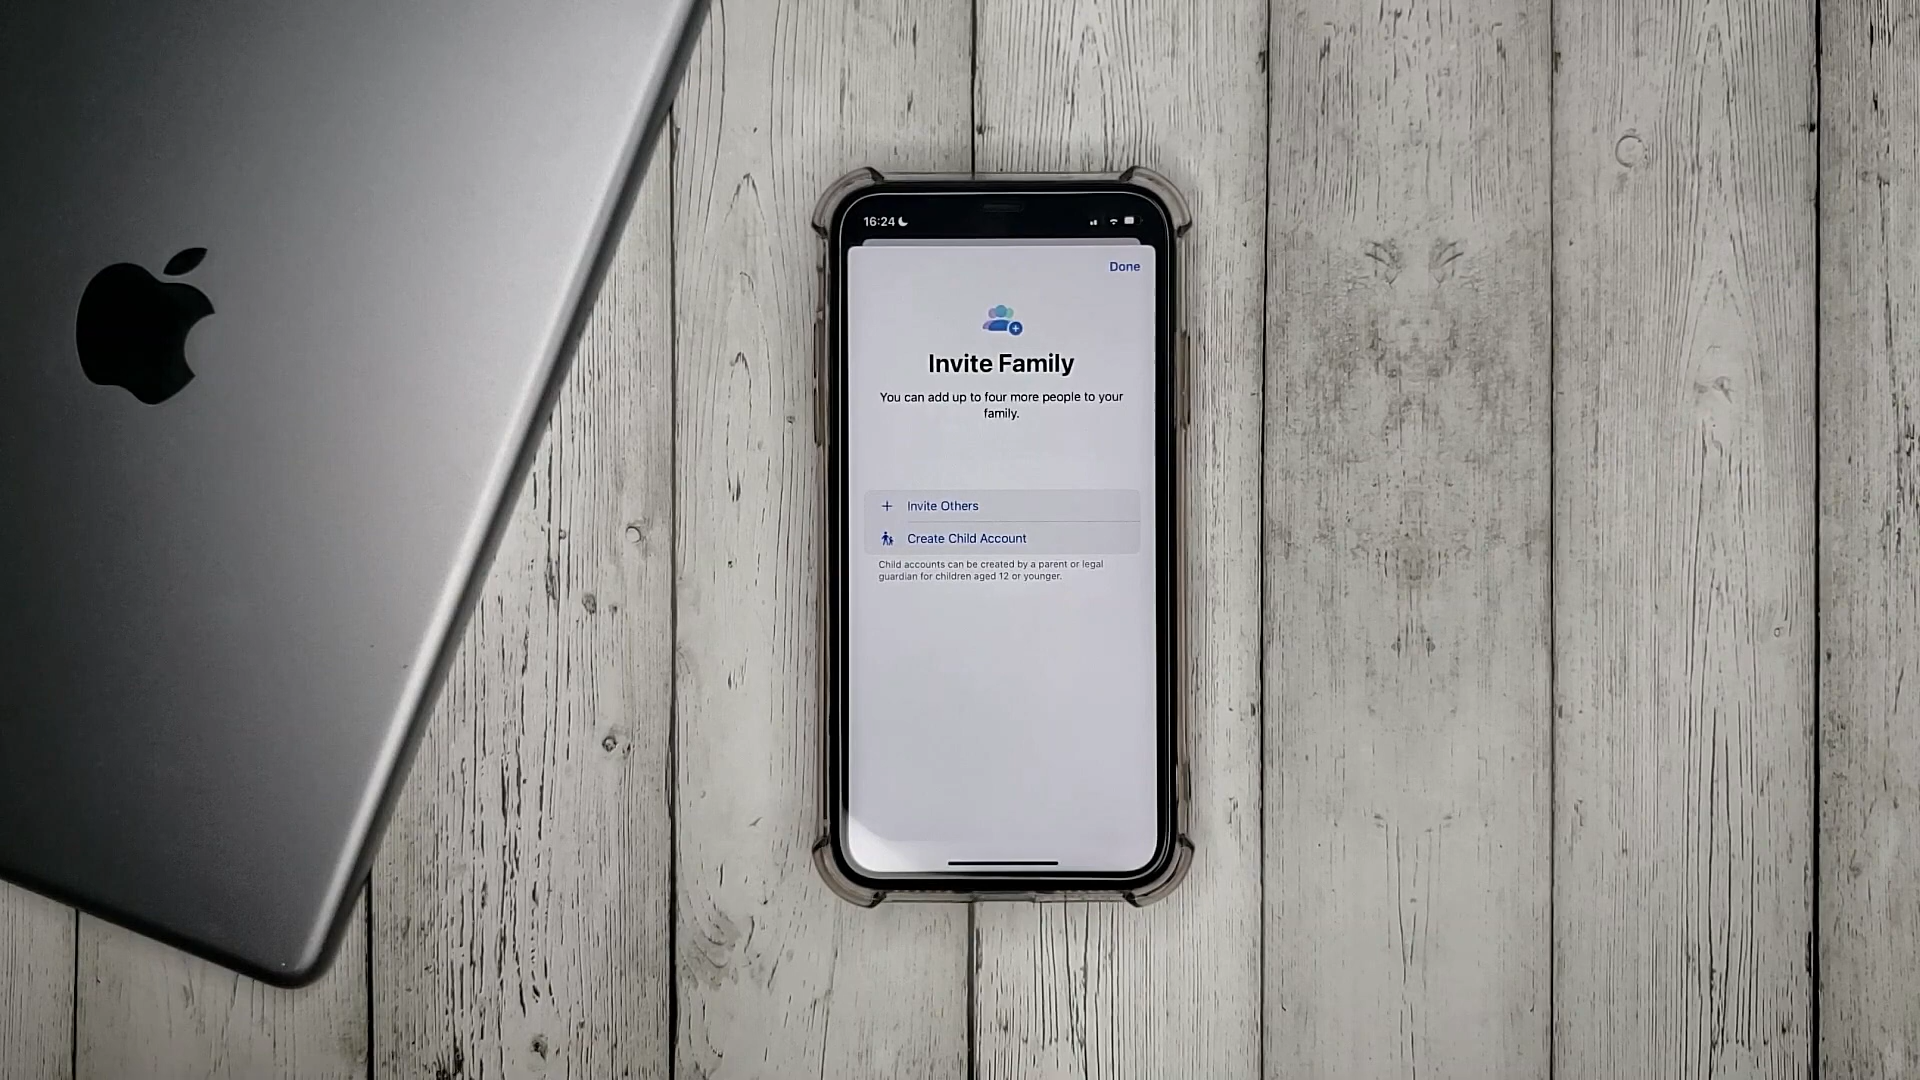 16:24
Done
Invite Family
You can add up to four more people to your
family.
Invite Others
Create Child Account
Child accounts can be created by a parent or legal
guardian for children aged 12 or younger.